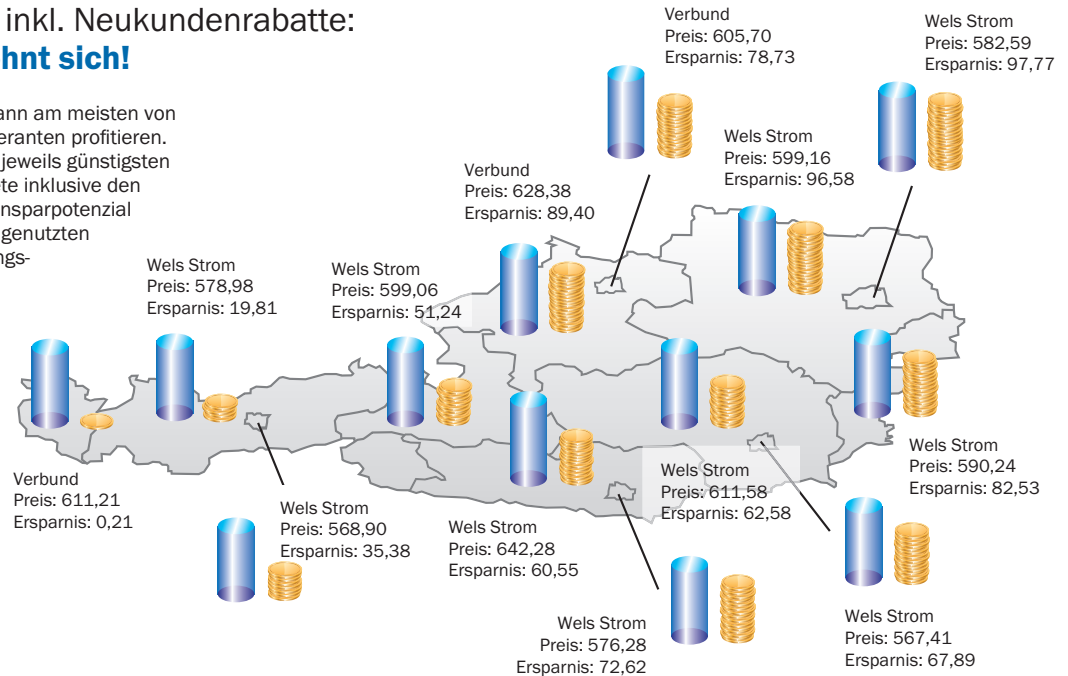 inkl. Neukundenrabatte:
hnt sich!
ann am meisten von
eranten profitieren.
jeweils günstigsten
ete inklusive den
nsparpotenzial
genutzten
ngs-
Verbund
Preis: 605,70
Ersparnis: 78,73
Wels Strom
Preis: 582,59
Ersparnis: 97,77
Wels Strom
Preis: 599,16
Ersparnis: 96,58
Verbund
Preis: 628,38
Ersparnis: 89,40
Wels Strom
Preis: 578,98
Ersparnis: 19,81
Wels Strom
Preis: 599,06
Ersparnis: 51,24
Verbund
Preis: 611,21
Ersparnis: 0,21
Wels Strom
Preis: 568,90
Ersparnis: 35,38
Wels Strom
Preis: 642,28
Ersparnis: 60,55
Wels Strom
Preis: 611,58
Ersparnis: 62,58
Wels Strom
Preis: 590,24
Ersparnis: 82,53
Wels Strom
Preis: 576,28
Ersparnis: 72,62
Wels Strom
Preis: 567,41
Ersparnis: 67,89